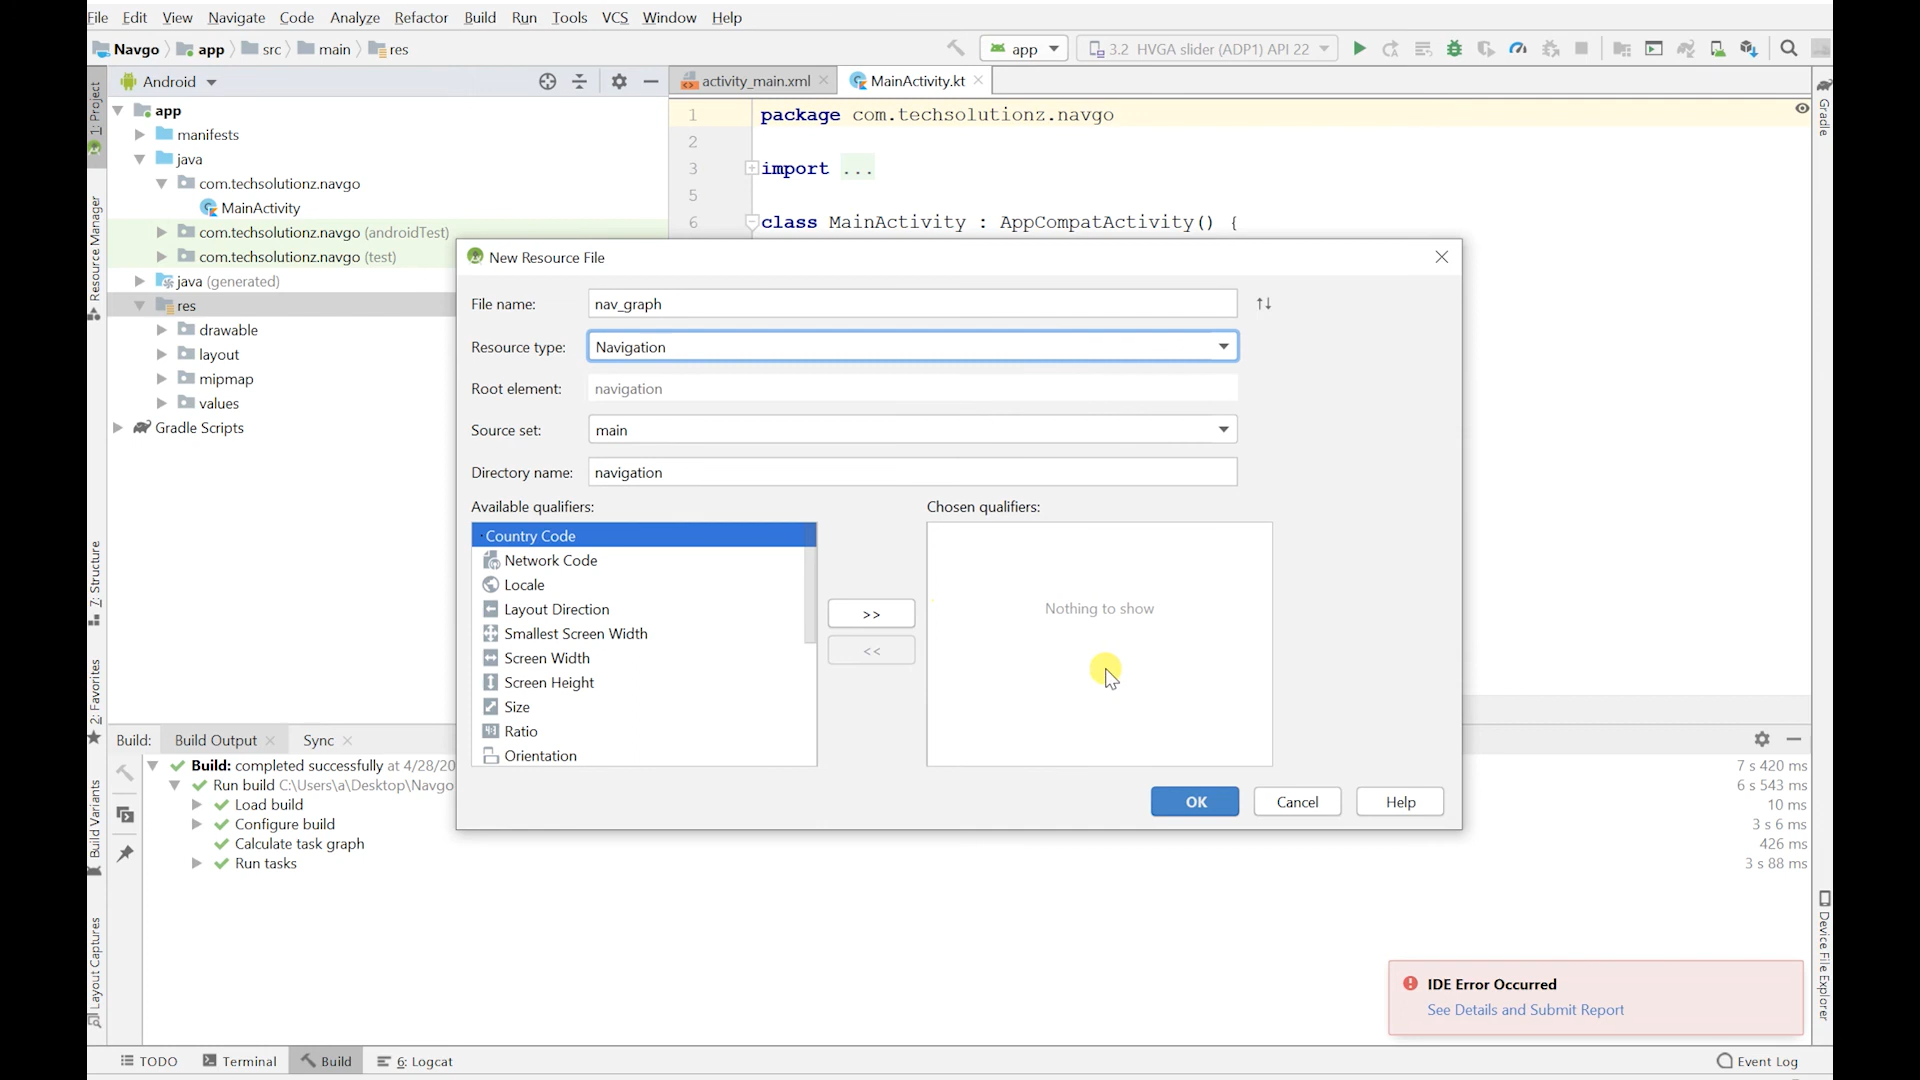 File Edit View Navigate Code Analyze Refactor Build Run Tools VCS Window Help
Navgo app src main res
app 3.2 HVGA slider (ADP1) API 22
Android
activity_main.xml
MainActivity.kt
1: Project
Resource Manager
7: Structure
2: Favorites
Build Variants
Layout Captures
app
manifests
java
com.techsolutionz.navgo
MainActivity
com.techsolutionz.navgo (androidTest)
com.techsolutionz.navgo (test)
java (generated)
res
drawable
layout
mipmap
values
Gradle Scripts
1 package com.techsolutionz.navgo
2
3 import ...
5
6 class MainActivity : AppCompatActivity() {
Gradle
Device File Explorer
New Resource File
File name: nav_graph
Resource type: Navigation
Root element: navigation
Source set: main
Directory name: navigation
Available qualifiers:
Chosen qualifiers:
Country Code
Network Code
Locale
Layout Direction
Smallest Screen Width
Screen Width
Screen Height
Size
Ratio
Orientation
>>
<<
Nothing to show
OK Cancel Help
Build: Build Output Sync
Build: completed successfully at 4/28/20 7 s 420 ms
Run build C:\Users\a\Desktop\Navgo 6 s 543 ms
Load build 10 ms
Configure build 3 s 6 ms
Calculate task graph 426 ms
Run tasks 3 s 88 ms
IDE Error Occurred
See Details and Submit Report
TODO Terminal Build 6: Logcat Event Log